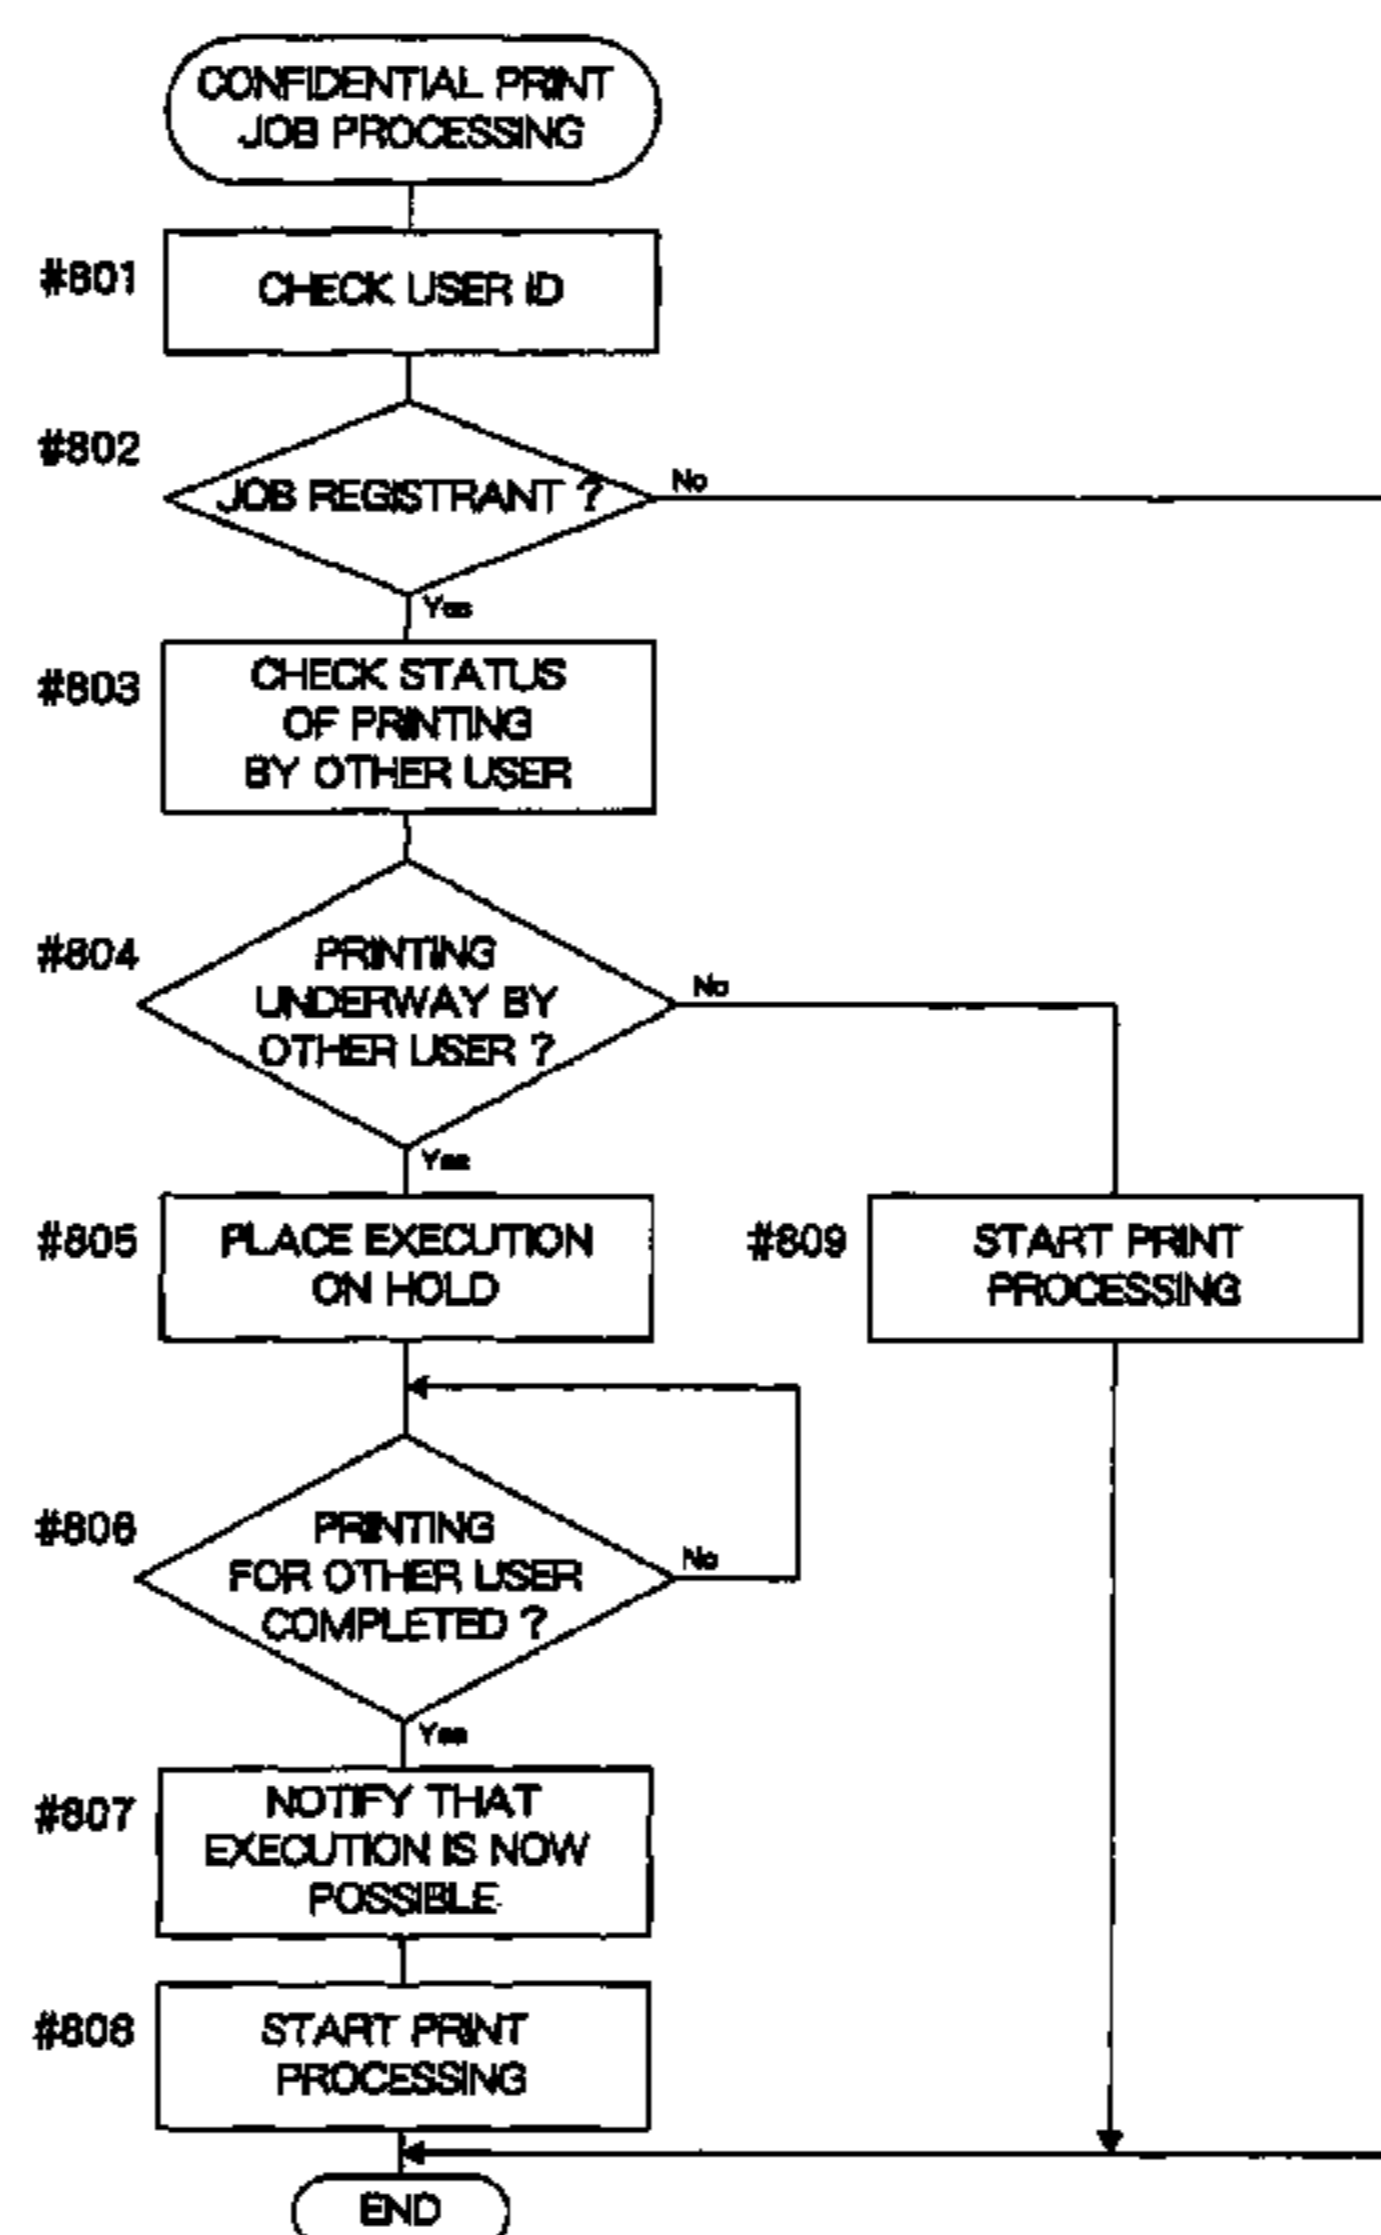 CONFIDENTIAL PRINT
JOB PROCESSING
#801
CHECK USER ID
#802
JOB REGISTRANT ?
No
Yes
#803
CHECK STATUS
OF PRINTING
BY OTHER USER
#804
PRINTING
UNDERWAY BY
OTHER USER ?
No
Yes
#805
PLACE EXECUTION
ON HOLD
#809
START PRINT
PROCESSING
#806
PRINTING
FOR OTHER USER
COMPLETED ?
No
Yes
#807
NOTIFY THAT
EXECUTION IS NOW
POSSIBLE
#808
START PRINT
PROCESSING
END